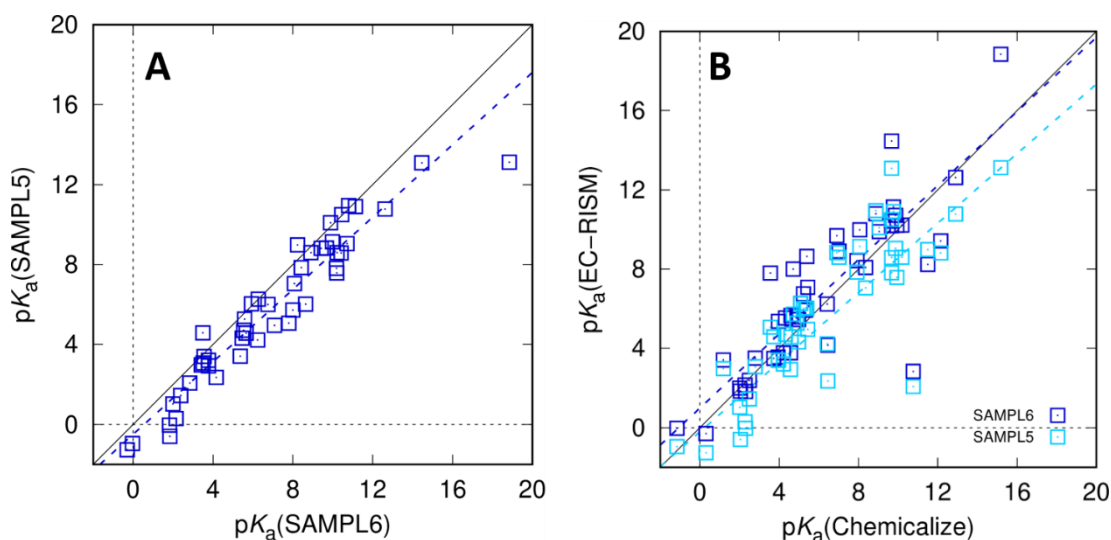 A
20
16
12
8
4
0
pKa(SAMPL5)
0 4 8 12 16 20
pKa(SAMPL6)
B
20
16
12
8
4
0
pKa(EC−RISM)
SAMPL6
SAMPL5
0 4 8 12 16 20
pKa(Chemicalize)